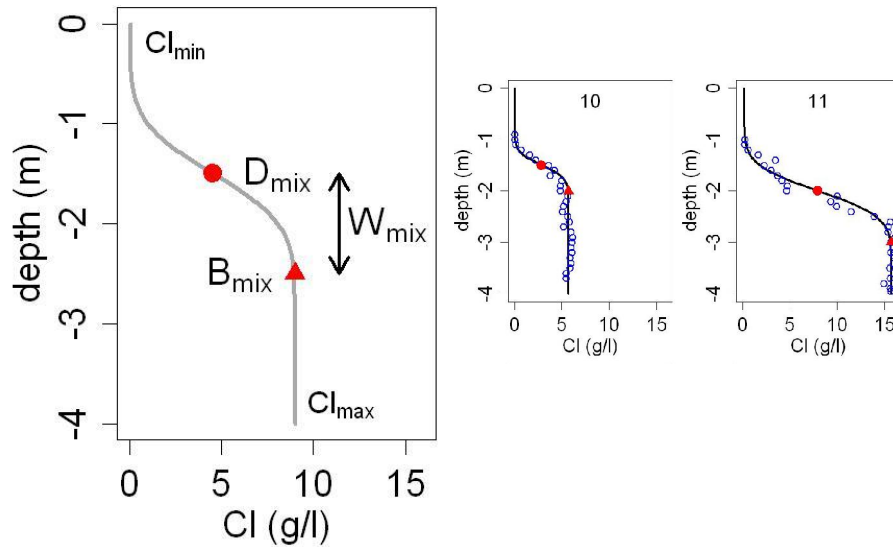 depth (m)
0
-1
-2
-3
-4
Cl_min
D_mix
W_mix
B_mix
Cl_max
0 5 10 15
Cl (g/l)
10
depth (m)
0
-1
-2
-3
-4
0 5 10 15
Cl (g/l)
11
depth (m)
0
-1
-2
-3
-4
0 5 10 15
Cl (g/l)